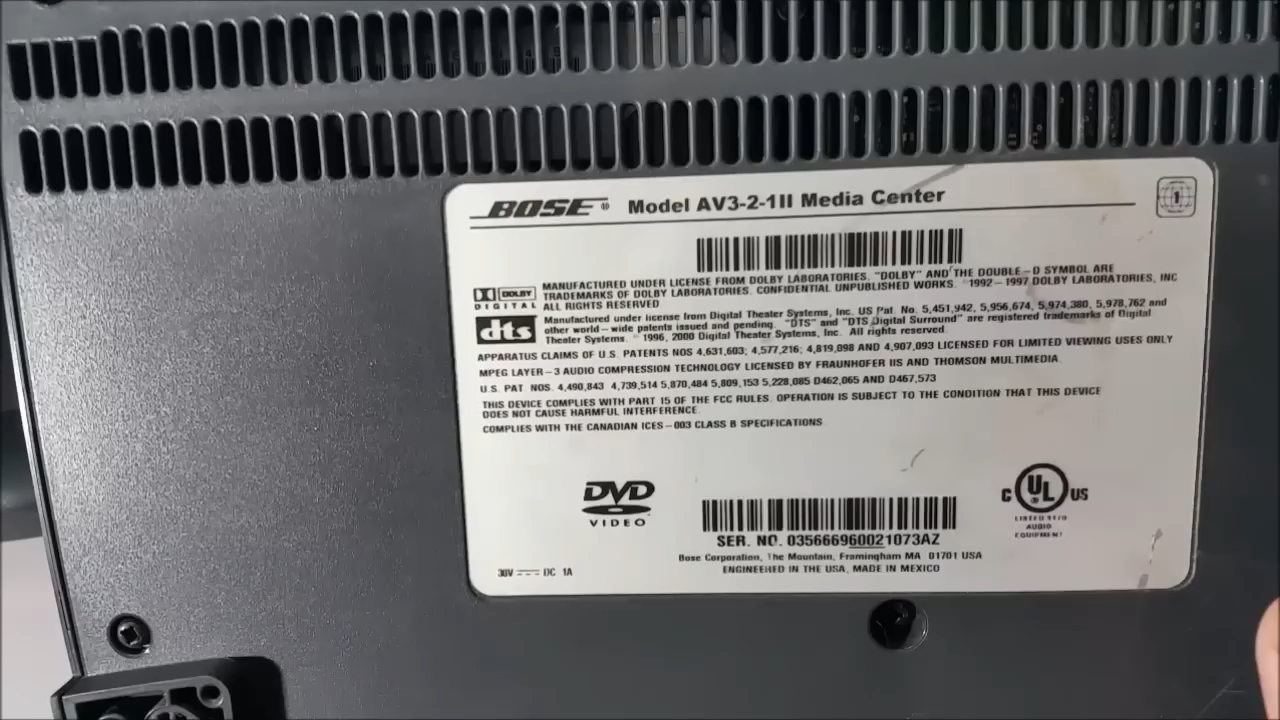 BOSE ® Model AV3-2-1II Media Center
1
MANUFACTURED UNDER LICENSE FROM DOLBY LABORATORIES. "DOLBY" AND THE DOUBLE-D SYMBOL ARE
DOLBY TRADEMARKS OF DOLBY LABORATORIES. CONFIDENTIAL UNPUBLISHED WORKS. ©1992-1997 DOLBY LABORATORIES, INC
DIGITAL ALL RIGHTS RESERVED
Manufactured under license from Digital Theater Systems, Inc. US Pat. No. 5,451,942, 5,956,674, 5,974,380, 5,978,762 and
dts other world-wide patents issued and pending. "DTS" and "DTS Digital Surround" are registered trademarks of Digital
Theater Systems. © 1996, 2000 Digital Theater Systems, Inc. All rights reserved.
APPARATUS CLAIMS OF U.S. PATENTS NOS 4,631,603; 4,577,216; 4,819,098 AND 4,907,093 LICENSED FOR LIMITED VIEWING USES ONLY
MPEG LAYER-3 AUDIO COMPRESSION TECHNOLOGY LICENSED BY FRAUNHOFER IIS AND THOMSON MULTIMEDIA.
U.S. PAT. NOS. 4,490,843 4,739,514 5,870,484 5,809,153 5,228,085 D462,065 AND D467,573
THIS DEVICE COMPLIES WITH PART 15 OF THE FCC RULES. OPERATION IS SUBJECT TO THE CONDITION THAT THIS DEVICE
DOES NOT CAUSE HARMFUL INTERFERENCE.
COMPLIES WITH THE CANADIAN ICES-003 CLASS B SPECIFICATIONS
DVD
VIDEO
C UL US
LISTED
AUDIO
EQUIPMENT
SER. NO. 035666960021073AZ
Bose Corporation, The Mountain, Framingham MA 01701 USA
ENGINEERED IN THE USA, MADE IN MEXICO
DC 1A